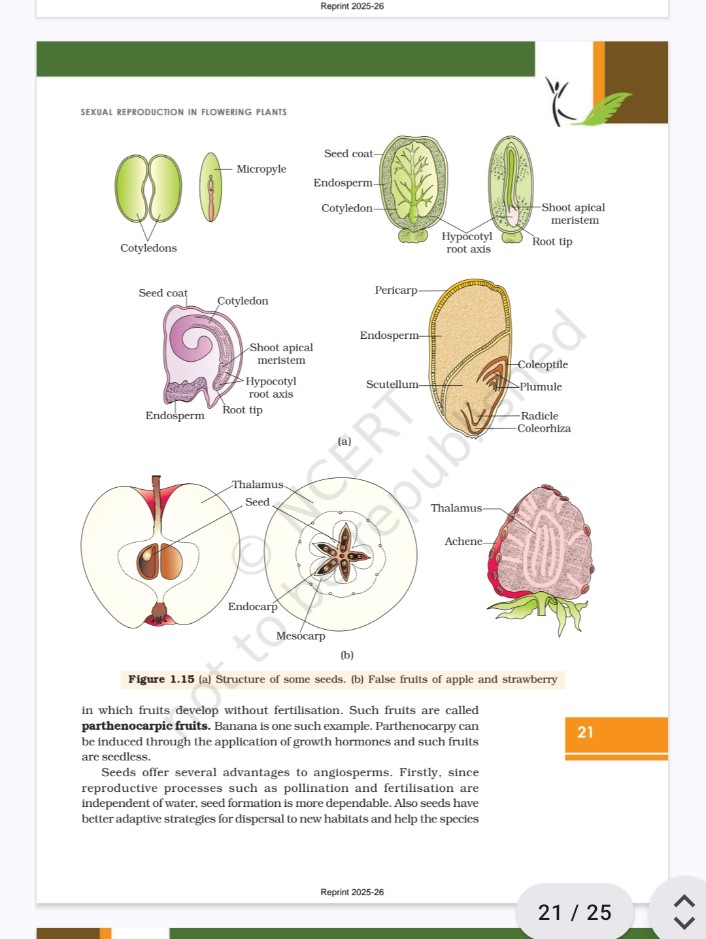 Reprint 2025-26
SEXUAL REPRODUCTION IN FLOWERING PLANTS
Micropyle
Cotyledons
Seed coat
Endosperm
Cotyledon
Hypocotyl
root axis
Shoot apical
meristem
Root tip
Seed coat
Cotyledon
Shoot apical
meristem
Hypocotyl
root axis
Root tip
Endosperm
Pericarp
Endosperm
Scutellum
Coleoptile
Plumule
Radicle
Coleorhiza
(a)
Thalamus
Seed
Endocarp
Mesocarp
Thalamus
Achene
(b)
© NCERT
not to be republished
Figure 1.15 (a) Structure of some seeds. (b) False fruits of apple and strawberry
in which fruits develop without fertilisation. Such fruits are called
parthenocarpic fruits. Banana is one such example. Parthenocarpy can
be induced through the application of growth hormones and such fruits
are seedless.
Seeds offer several advantages to angiosperms. Firstly, since
reproductive processes such as pollination and fertilisation are
independent of water, seed formation is more dependable. Also seeds have
better adaptive strategies for dispersal to new habitats and help the species
21
Reprint 2025-26
21 / 25